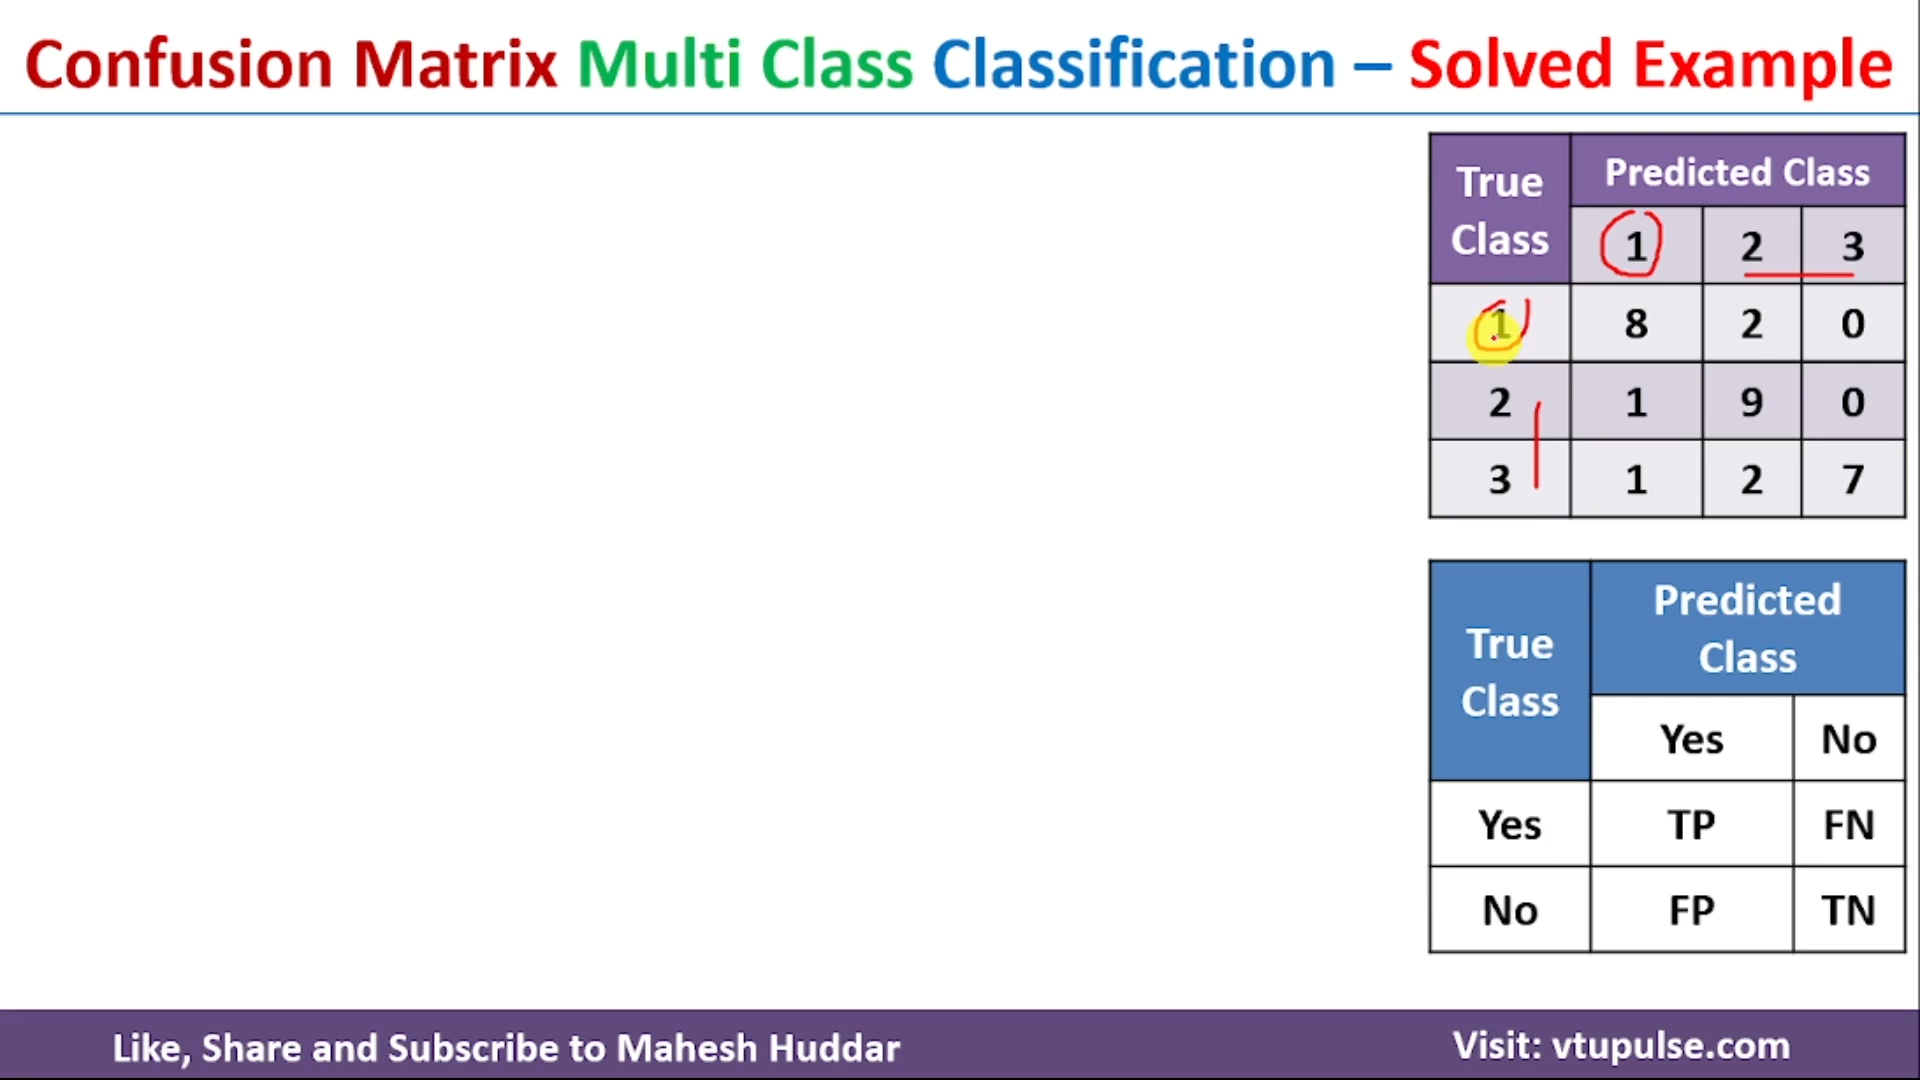 Confusion Matrix Multi Class Classification – Solved Example
True Class
Predicted Class
1 2 3
1 8 2 0
2 1 9 0
3 1 2 7
True Class
Predicted Class
Yes No
Yes TP FN
No FP TN
Like, Share and Subscribe to Mahesh Huddar
Visit: vtupulse.com